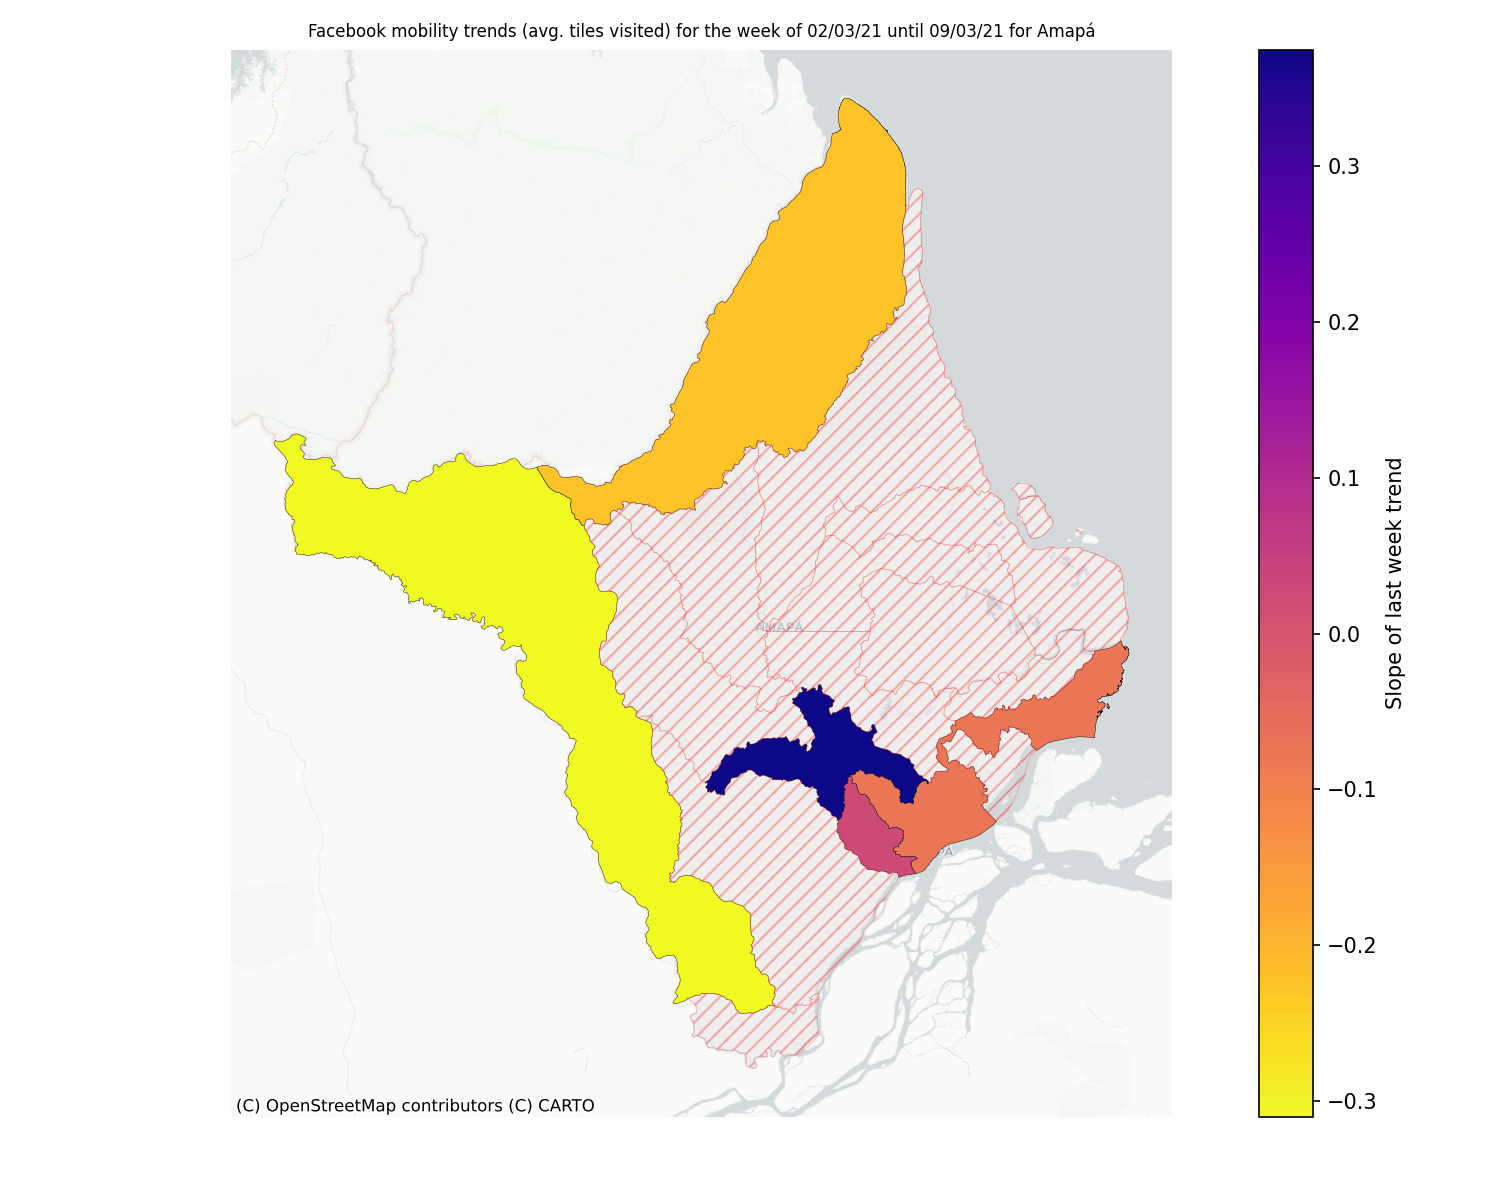 Facebook mobility trends (avg. tiles visited) for the week of 02/03/21 until 09/03/21 for Amapá
0.3
0.2
0.1
0.0
−0.1
−0.2
−0.3
Slope of last week trend
AMAPÁ
(C) OpenStreetMap contributors (C) CARTO